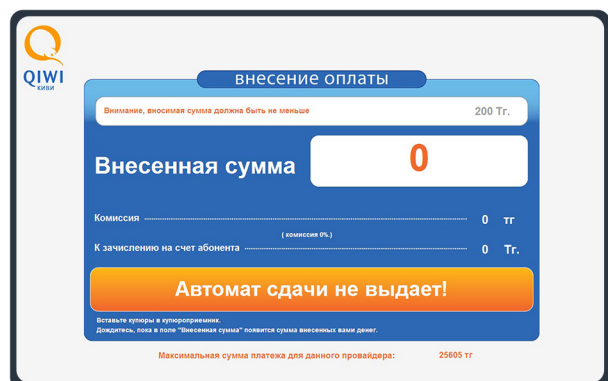 QIWI
КИВИ
внесение оплаты
Внимание, вносимая сумма должна быть не меньше 200 Тг.
Внесенная сумма 0
Комиссия 0 тг
( комиссия 0%.)
К зачислению на счет абонента 0 Тг.
Автомат сдачи не выдает!
Вставьте купюры в купюроприемник.
Дождитесь, пока в поле "Внесенная сумма" появится сумма внесенных вами денег.
Максимальная сумма платежа для данного провайдера: 25605 тг